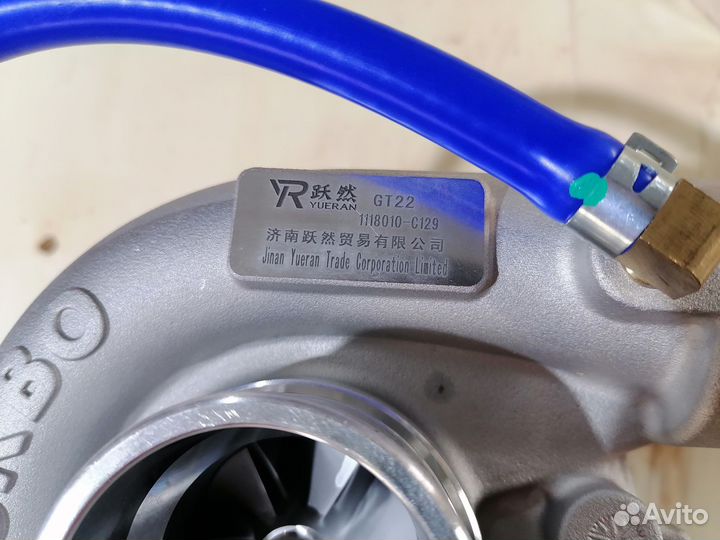 YR 跃然 GT22
YUERAN
1118010-C129
济南跃然贸易有限公司
Jinan Yueran Trade Corporation Limited
Avito